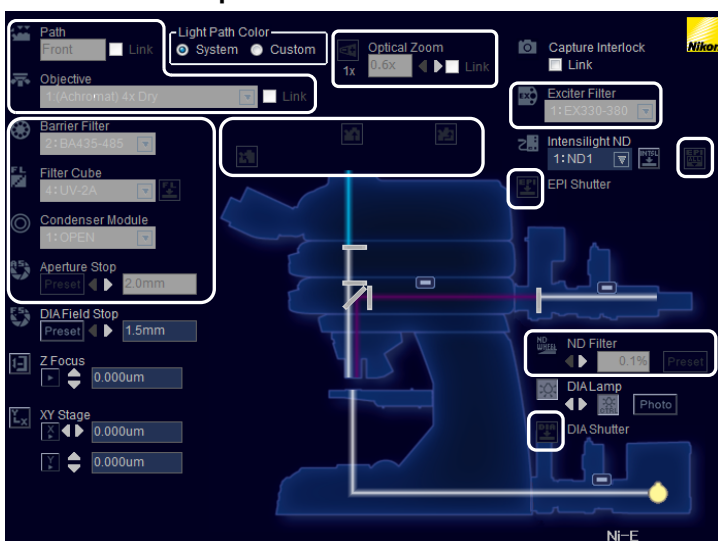 Path
Front
Link
Light Path Color
System
Custom
Optical Zoom
1x
0.6x
Link
Capture Interlock
Link
Nikon
Objective
1:(Achromat) 4x Dry
Link
Exciter Filter
1:EX330-380
Barrier Filter
2:BA435-485
Intensilight ND
1:ND1
Filter Cube
4:UV-2A
EPI Shutter
Condenser Module
1:OPEN
Aperture Stop
Preset
2.0mm
DIA Field Stop
Preset
1.5mm
ND Filter
0.1%
Preset
Z Focus
0.000um
DIA Lamp
Photo
XY Stage
X
0.000um
DIA Shutter
Y
0.000um
Ni-E